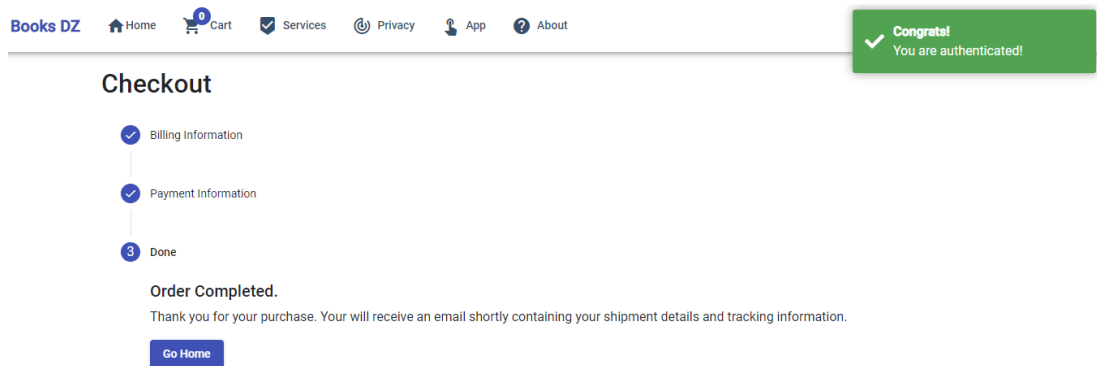 Books DZ Home 0 Cart Services Privacy App About
Congrats!
You are authenticated!
Checkout
Billing Information
Payment Information
3 Done
Order Completed.
Thank you for your purchase. Your will receive an email shortly containing your shipment details and tracking information.
Go Home